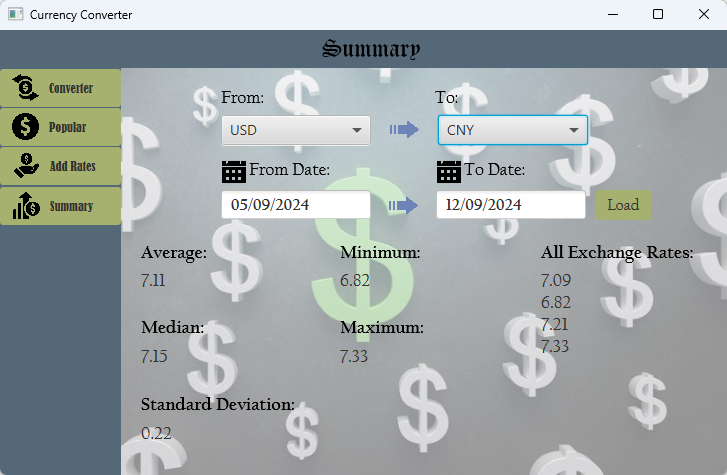 Currency Converter
Summary
Converter
Popular
Add Rates
Summary
From: To:
USD CNY
From Date: To Date:
05/09/2024 12/09/2024 Load
Average: Minimum: All Exchange Rates:
7.11 6.82 7.09
6.82
7.21
7.33
Median: Maximum:
7.15 7.33
Standard Deviation:
0.22